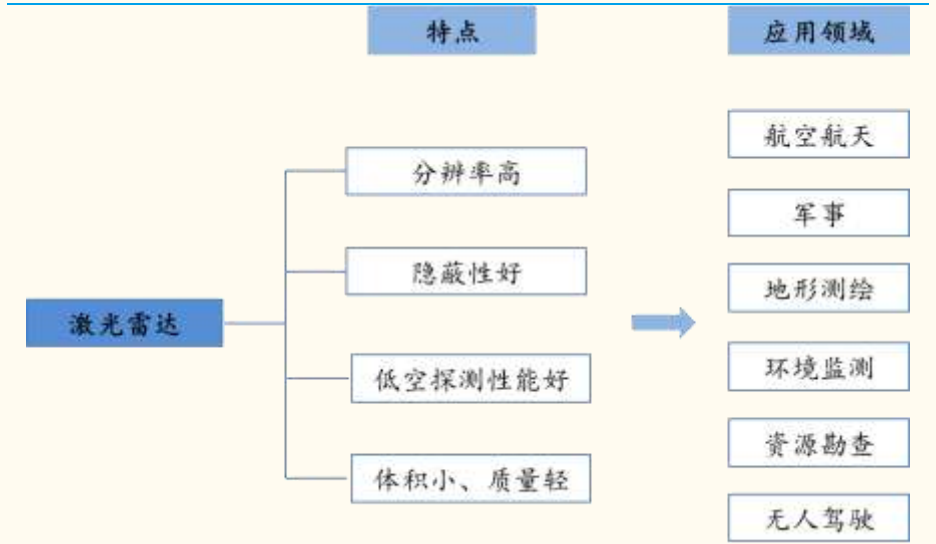 特点
应用领域
航空航天
分辨率高
军事
隐蔽性好
地形测绘
激光雷达
低空探测性能好
环境监测
资源勘查
体积小、质量轻
无人驾驶